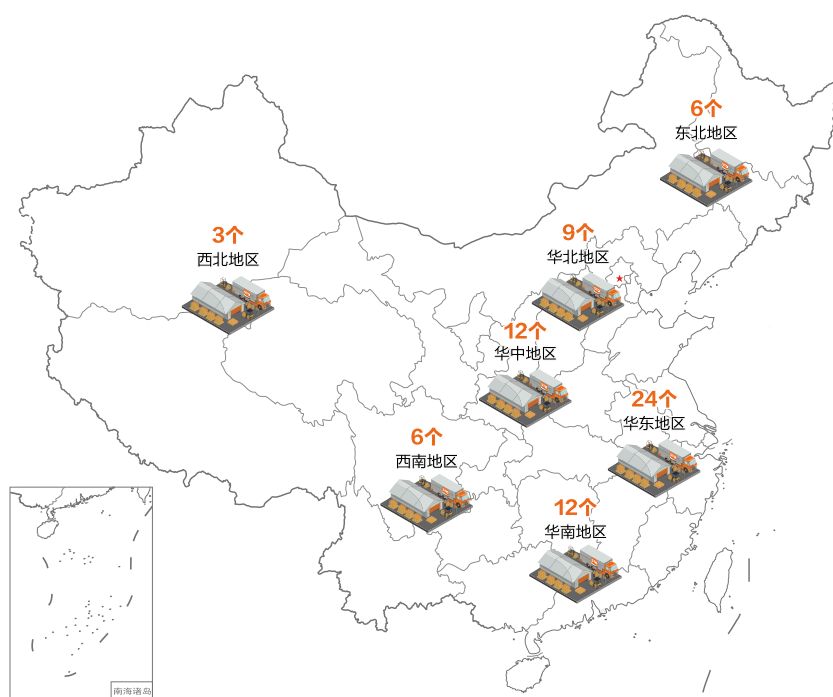 6个
东北地区
3个
西北地区
9个
华北地区
12个
华中地区
24个
华东地区
6个
西南地区
12个
华南地区
南海诸岛